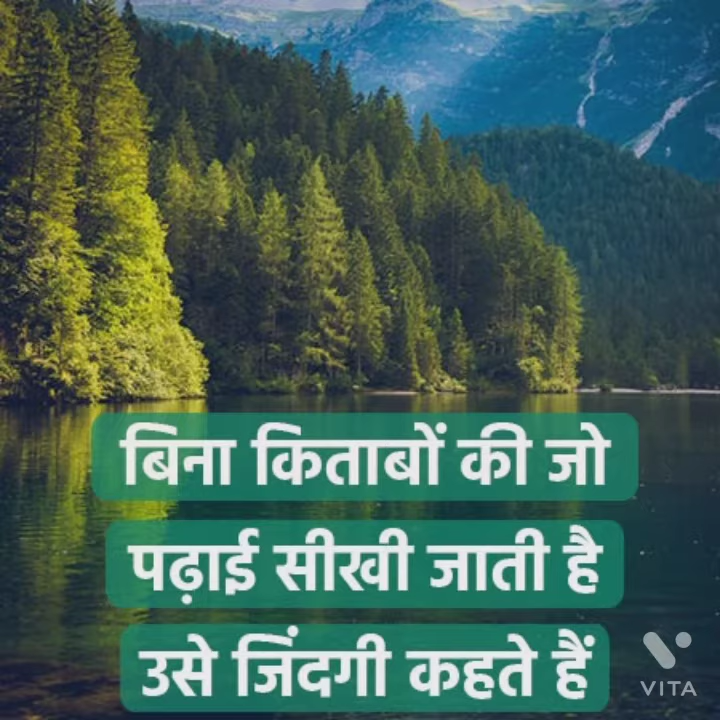 बिना किताबों की जो
पढ़ाई सीखी जाती है
उसे जिंदगी कहते हैं
VITA